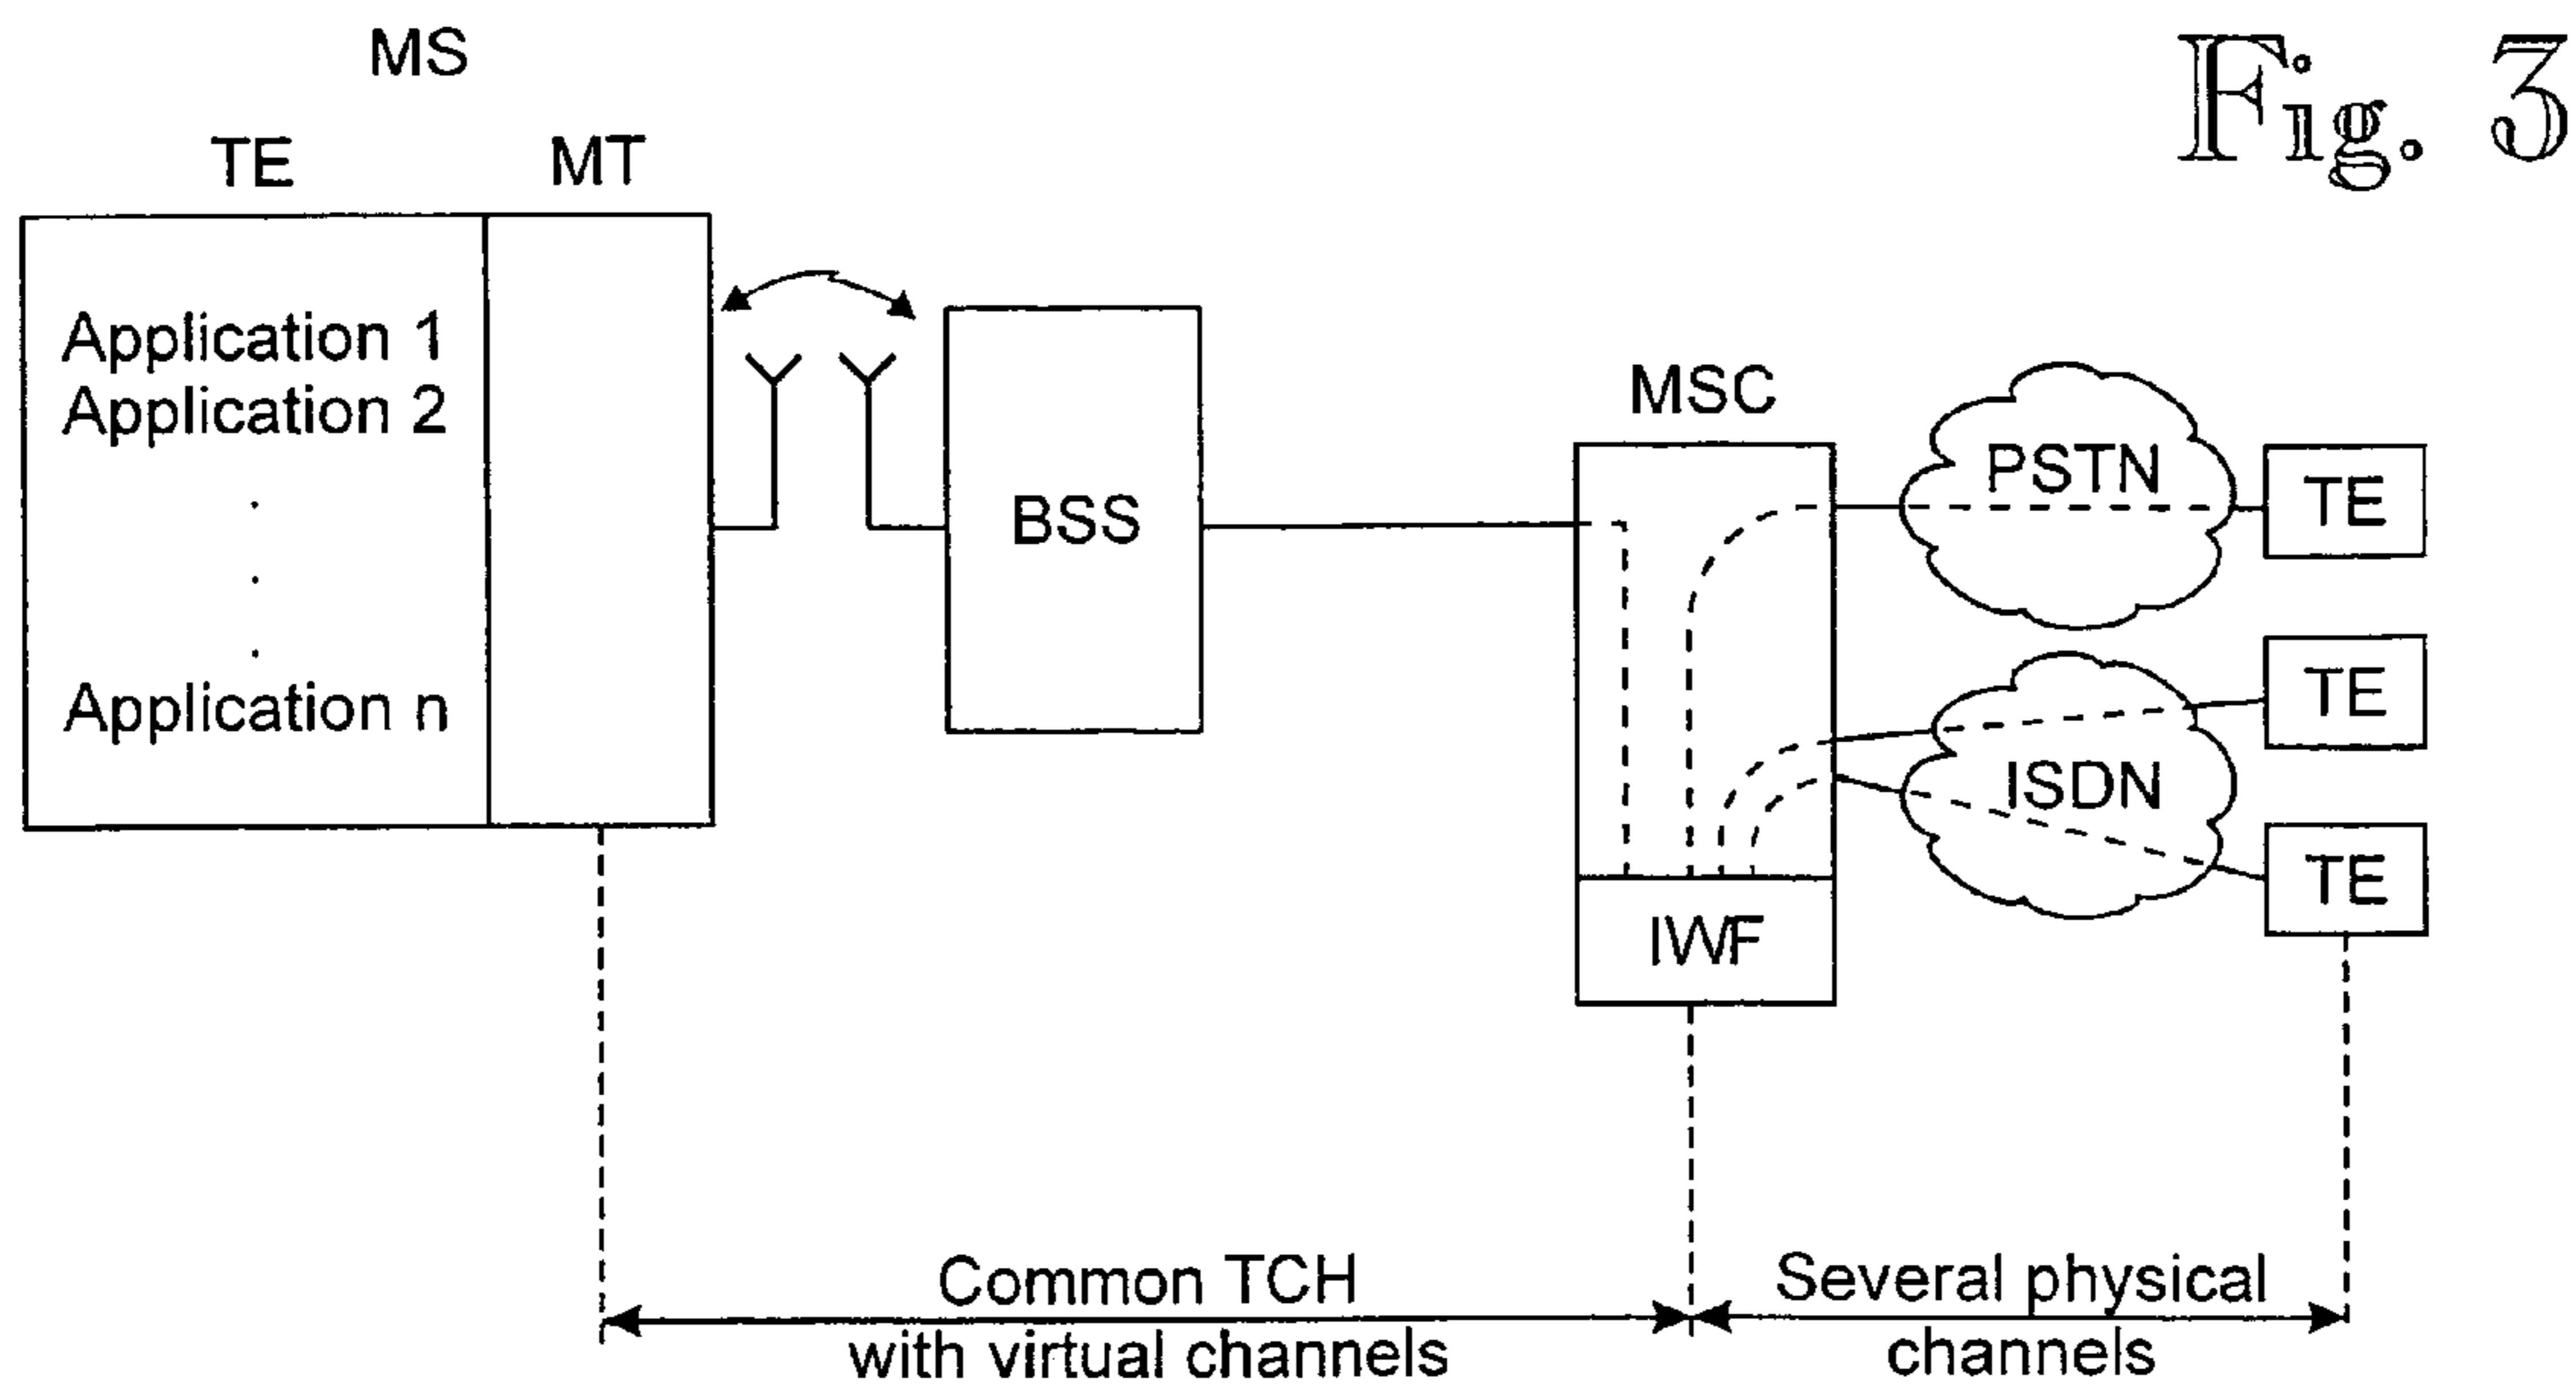 Fig. 3
MS
TE
MT
Application 1
Application 2
.
.
.
Application n
BSS
MSC
IWF
PSTN
ISDN
TE
TE
TE
Common TCH
with virtual channels
Several physical
channels